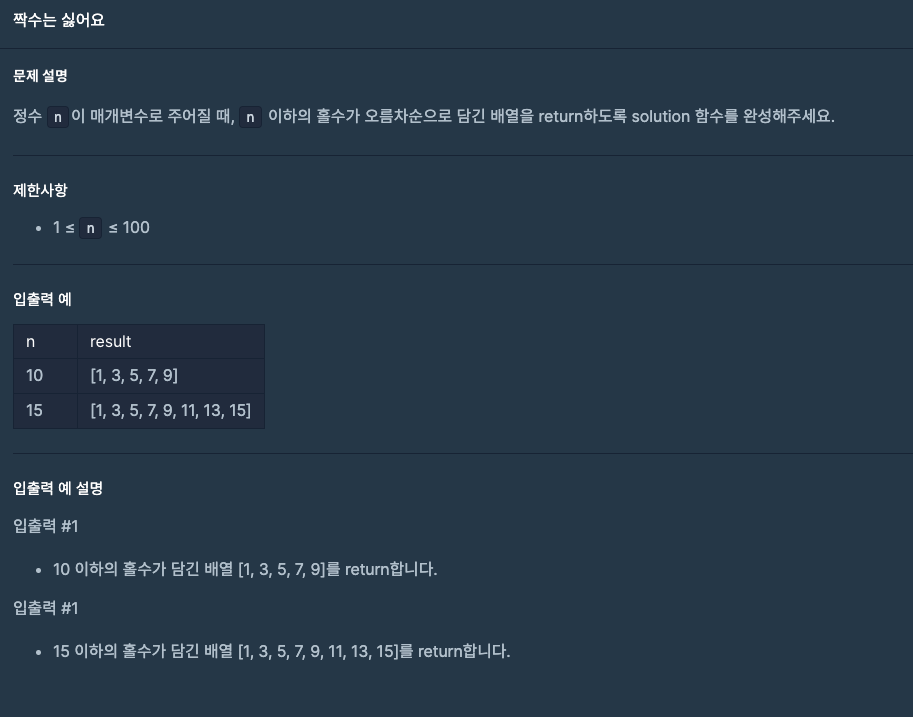 짝수는 싫어요
문제 설명
정수 n 이 매개변수로 주어질 때, n 이하의 홀수가 오름차순으로 담긴 배열을 return하도록 solution 함수를 완성해주세요.
제한사항
• 1 ≤ n ≤ 100
입출력 예
n result
10 [1, 3, 5, 7, 9]
15 [1, 3, 5, 7, 9, 11, 13, 15]
입출력 예 설명
입출력 #1
• 10 이하의 홀수가 담긴 배열 [1, 3, 5, 7, 9]를 return합니다.
입출력 #1
• 15 이하의 홀수가 담긴 배열 [1, 3, 5, 7, 9, 11, 13, 15]를 return합니다.